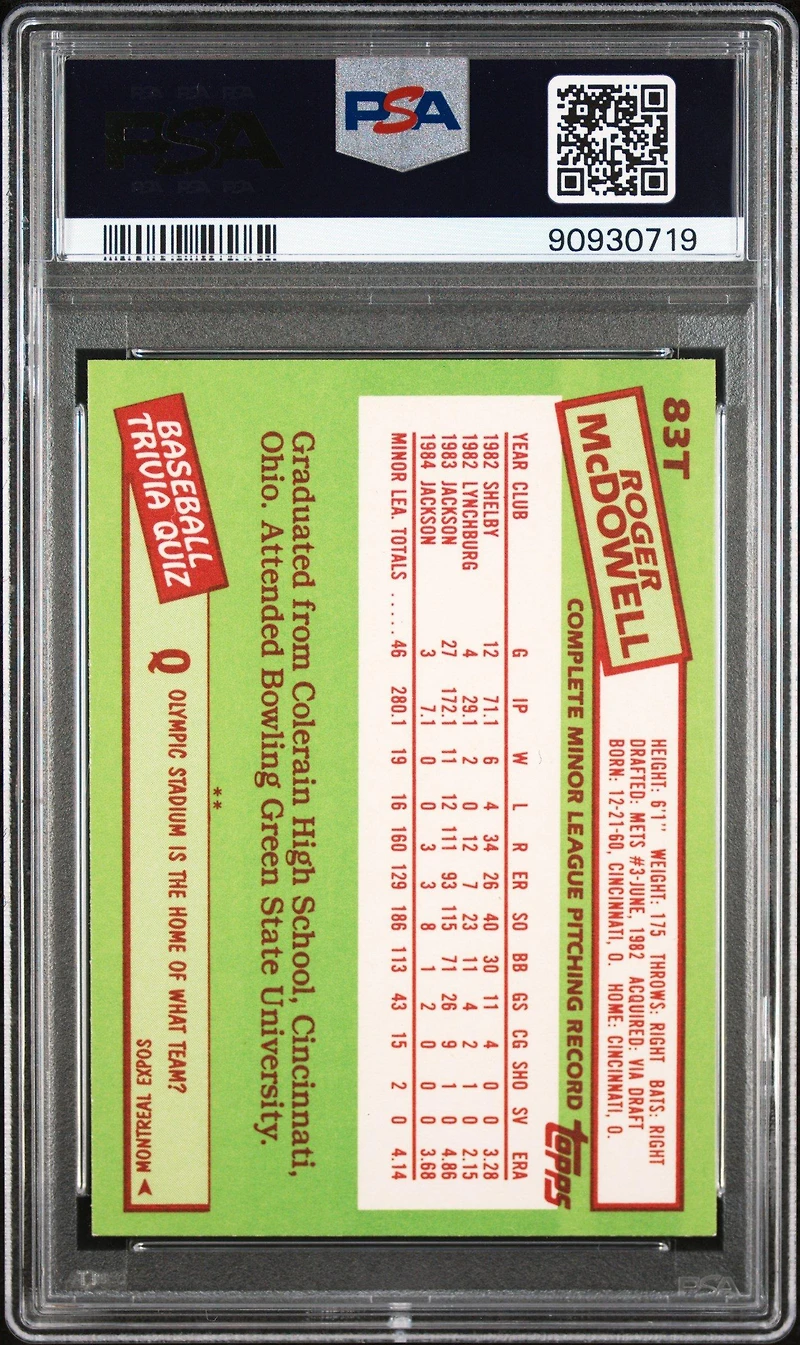 PSA
PSA
90930719
83T
ROGER
McDOWELL
HEIGHT: 6'1" WEIGHT: 175 THROWS: RIGHT BATS: RIGHT
DRAFTED: METS #3-JUNE, 1982 ACQUIRED: VIA DRAFT
BORN: 12-21-60, CINCINNATI, O. HOME: CINCINNATI, O.
COMPLETE MINOR LEAGUE PITCHING RECORD topps
YEAR CLUB G IP W L R ER SO BB GS CG SHO SV ERA
1982 SHELBY 12 71.1 6 4 34 26 40 30 11 4 0 0 3.28
1982 LYNCHBURG 4 29.1 2 0 12 7 23 11 4 2 1 0 2.15
1983 JACKSON 27 172.1 11 12 111 93 115 71 26 9 1 0 4.86
1984 JACKSON 3 7.1 0 0 3 3 8 1 2 0 0 0 3.68
MINOR LEA. TOTALS ..... 46 280.1 19 16 160 129 186 113 43 15 2 0 4.14
Graduated from Colerain High School, Cincinnati,
Ohio. Attended Bowling Green State University.
**
BASEBALL
TRIVIA QUIZ
Q OLYMPIC STADIUM IS THE HOME OF WHAT TEAM?
MONTREAL EXPOS
PSA